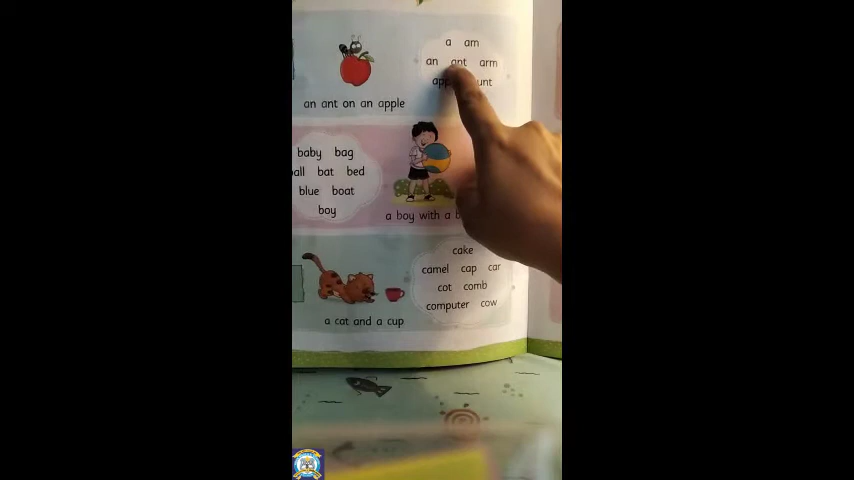 a am
an ant arm
an ant on an apple
baby bag
bat bed
blue boat
boy
a boy with a
cake
camel cap car
cot comb
computer cow
a cat and a cup